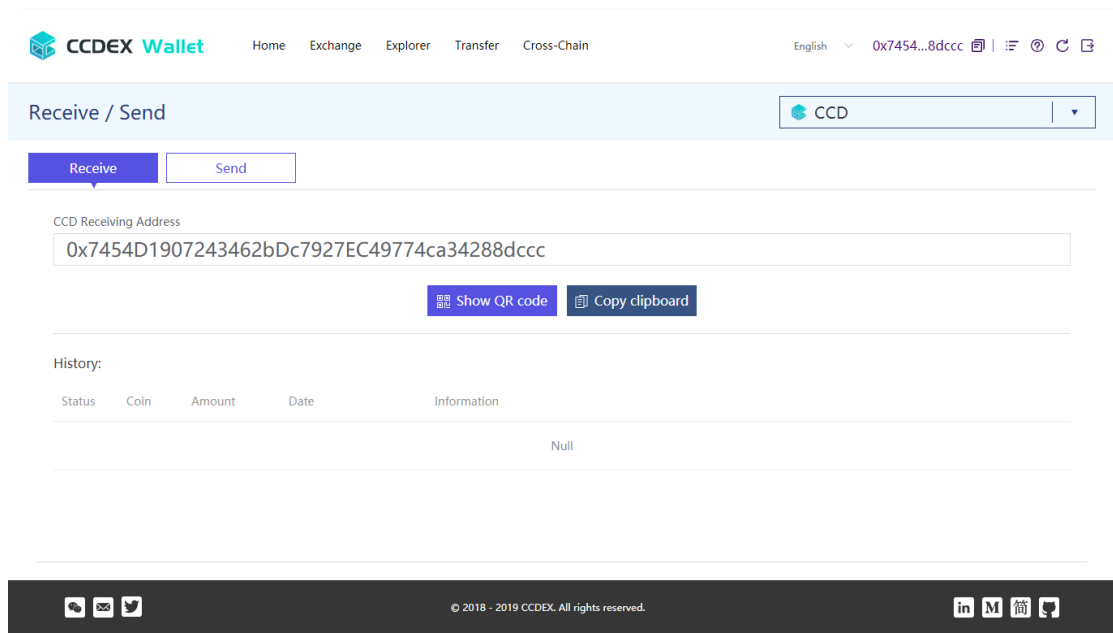 CCDEX Wallet Home Exchange Explorer Transfer Cross-Chain English 0x7454...8dccc
Receive / Send CCD
Receive Send
CCD Receiving Address
0x7454D1907243462bDc7927EC49774ca34288dccc
Show QR code Copy clipboard
History:
Status Coin Amount Date Information
Null
© 2018 - 2019 CCDEX. All rights reserved. in M 简